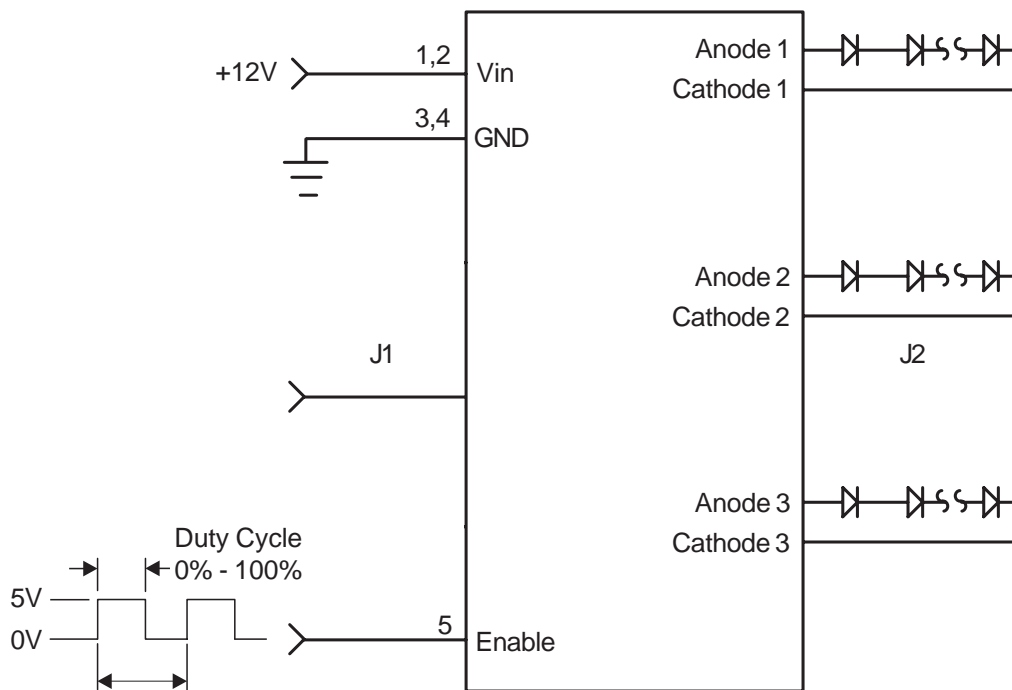 Anode 1
+12V
1,2
Vin
Cathode 1
3,4
GND
Anode 2
Cathode 2
J1
J2
Anode 3
Duty Cycle
0% - 100%
Cathode 3
5V
0V
5
Enable